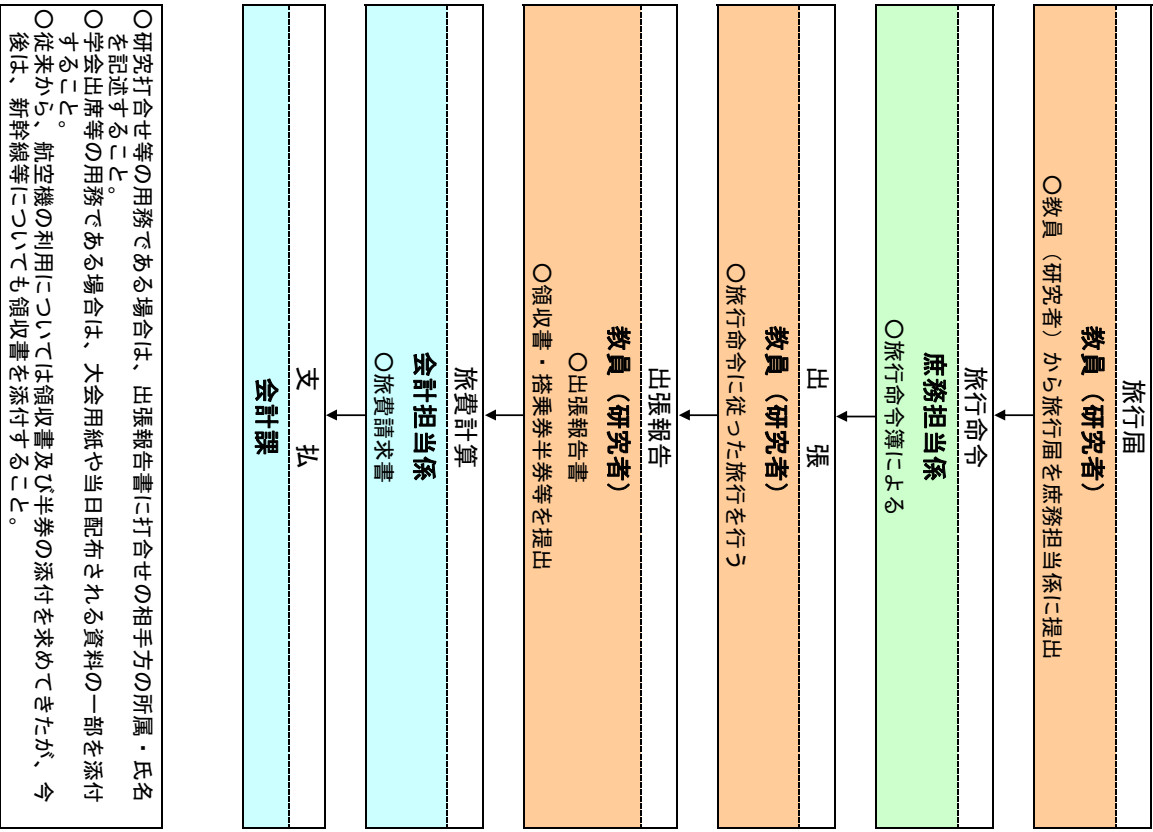 旅行届
教員（研究者）
○教員（研究者）から旅行届を庶務担当係に提出
旅行命令
庶務担当係
○旅行命令簿による
出　張
教員（研究者）
○旅行命令に従った旅行を行う
出張報告
教員（研究者）
○出張報告書
○領収書・搭乗券半券等を提出
旅費計算
会計担当係
○旅費請求書
支　払
会計課
○研究打合せ等の用務である場合は、出張報告書に打合せの相手方の所属・氏名
を記述すること。
○学会出席等の用務である場合は、大会用紙や当日配布される資料の一部を添付
すること。
○従来から、航空機の利用については領収書及び半券の添付を求めてきたが、今
後は、新幹線等についても領収書を添付すること。